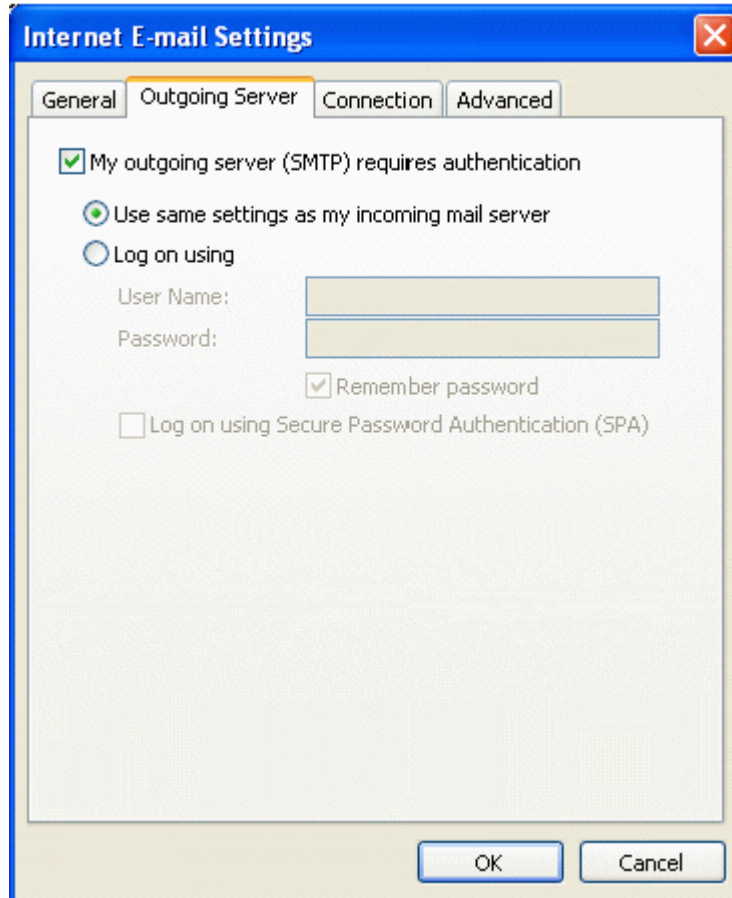 Internet E-mail Settings
General Outgoing Server Connection Advanced
My outgoing server (SMTP) requires authentication
Use same settings as my incoming mail server
Log on using
User Name:
Password:
Remember password
Log on using Secure Password Authentication (SPA)
OK Cancel